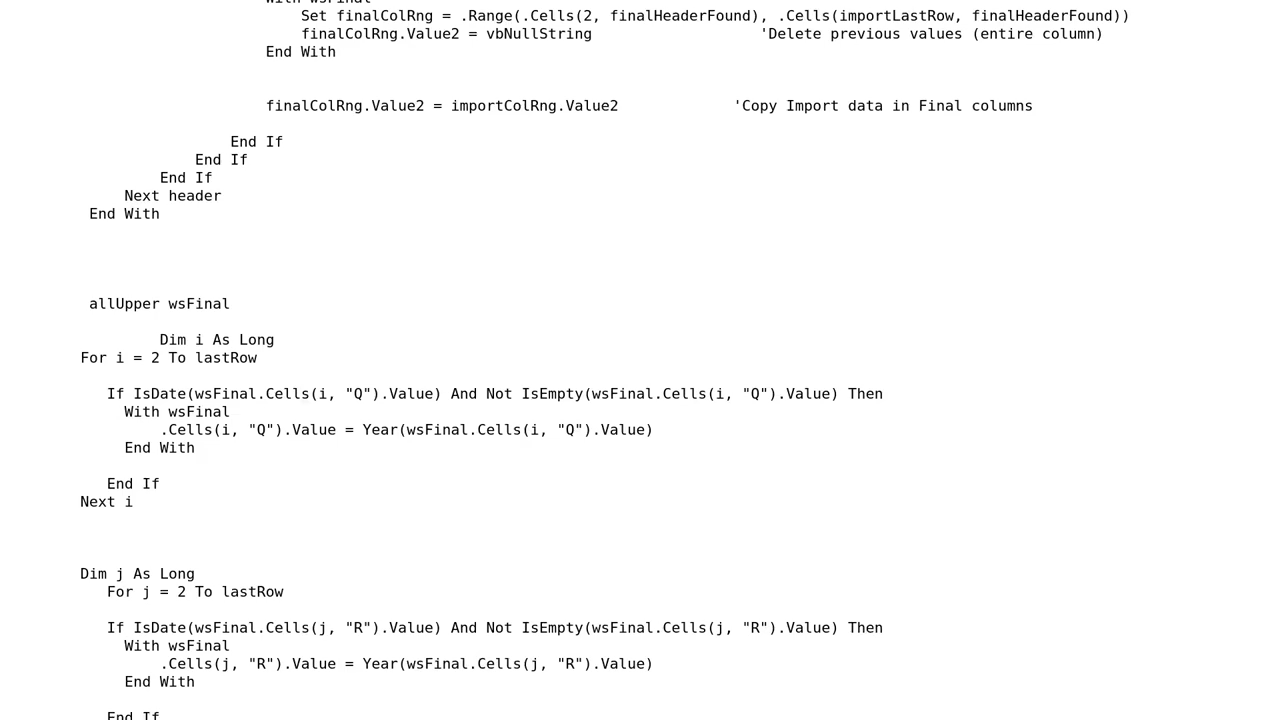 With wsFinal
Set finalColRng = .Range(.Cells(2, finalHeaderFound), .Cells(importLastRow, finalHeaderFound))
finalColRng.Value2 = vbNullString 'Delete previous values (entire column)
End With
finalColRng.Value2 = importColRng.Value2 'Copy Import data in Final columns
End If
End If
End If
Next header
End With
allUpper wsFinal
Dim i As Long
For i = 2 To lastRow
If IsDate(wsFinal.Cells(i, "Q").Value) And Not IsEmpty(wsFinal.Cells(i, "Q").Value) Then
With wsFinal
.Cells(i, "Q").Value = Year(wsFinal.Cells(i, "Q").Value)
End With
End If
Next i
Dim j As Long
For j = 2 To lastRow
If IsDate(wsFinal.Cells(j, "R").Value) And Not IsEmpty(wsFinal.Cells(j, "R").Value) Then
With wsFinal
.Cells(j, "R").Value = Year(wsFinal.Cells(j, "R").Value)
End With
End If